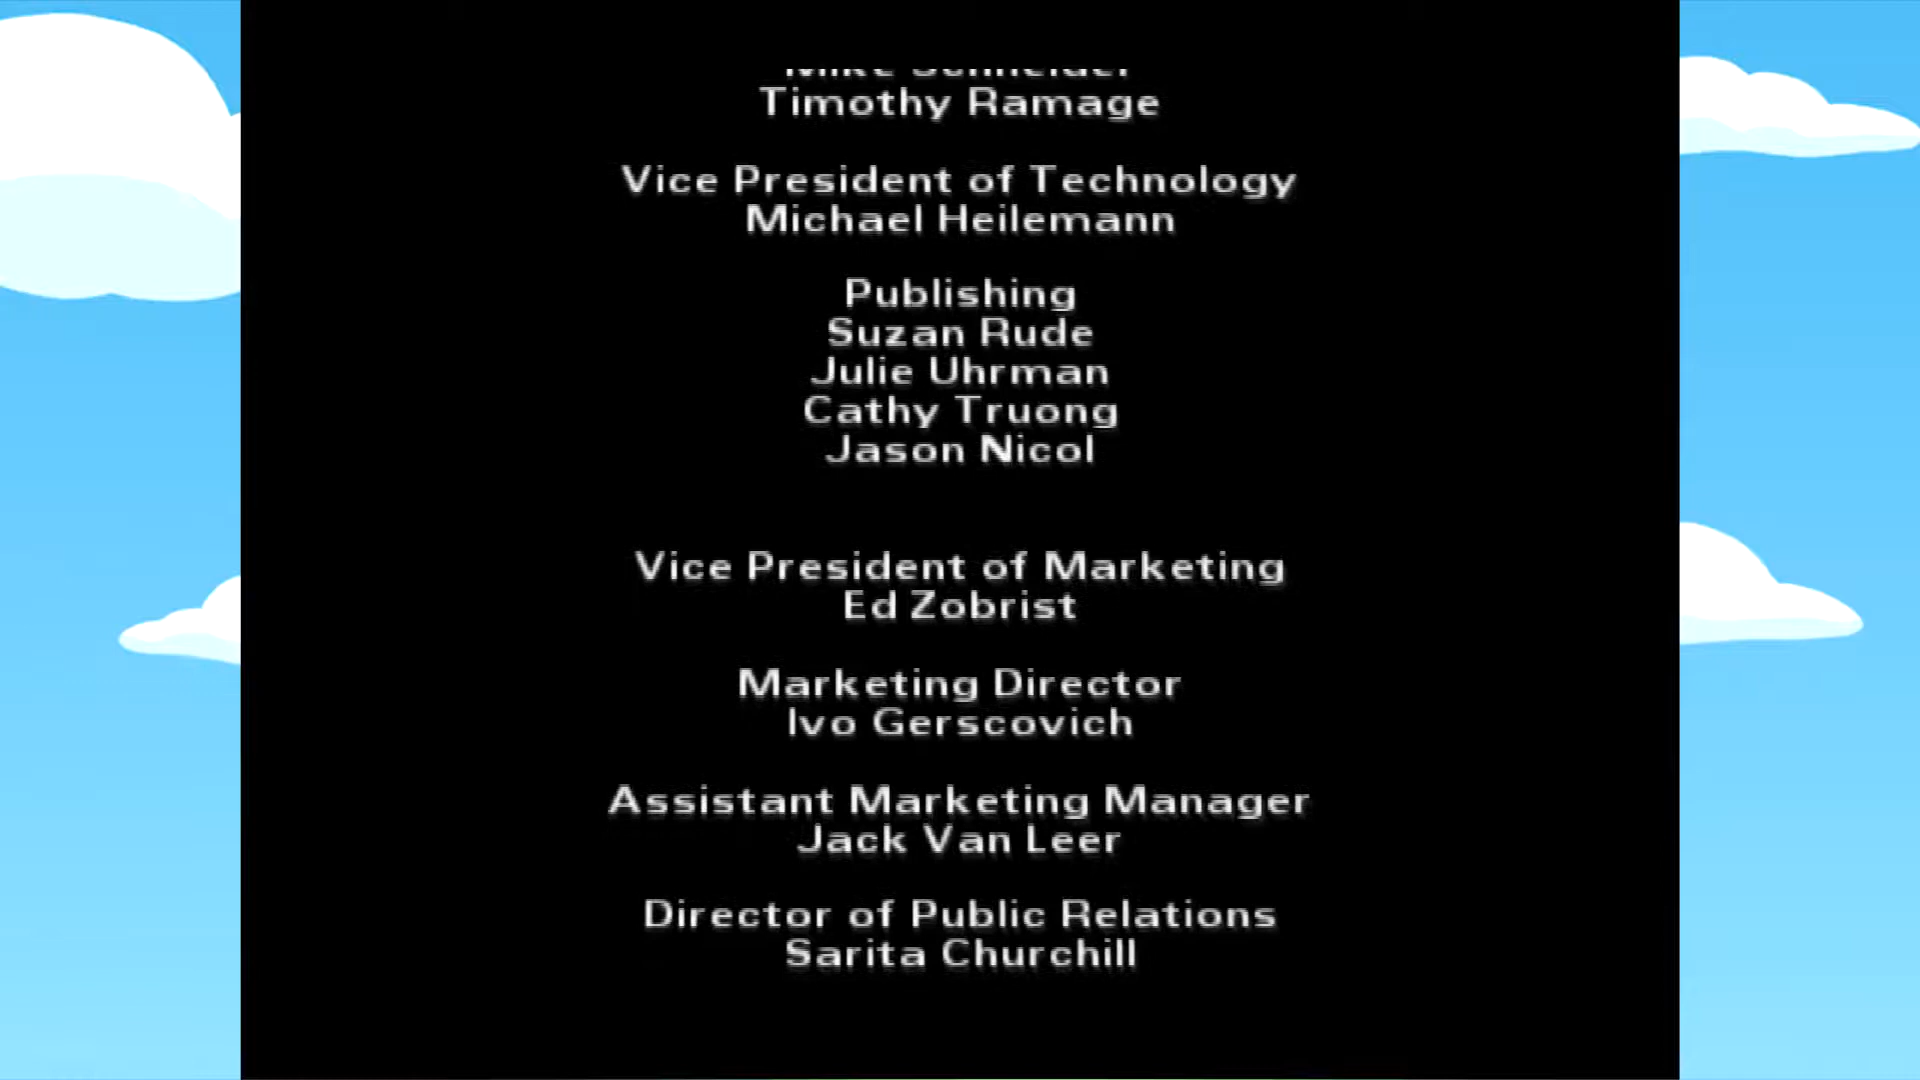 Mike Schneider
Timothy Ramage
Vice President of Technology
Michael Heilemann
Publishing
Suzan Rude
Julie Uhrman
Cathy Truong
Jason Nicol
Vice President of Marketing
Ed Zobrist
Marketing Director
Ivo Gerscovich
Assistant Marketing Manager
Jack Van Leer
Director of Public Relations
Sarita Churchill